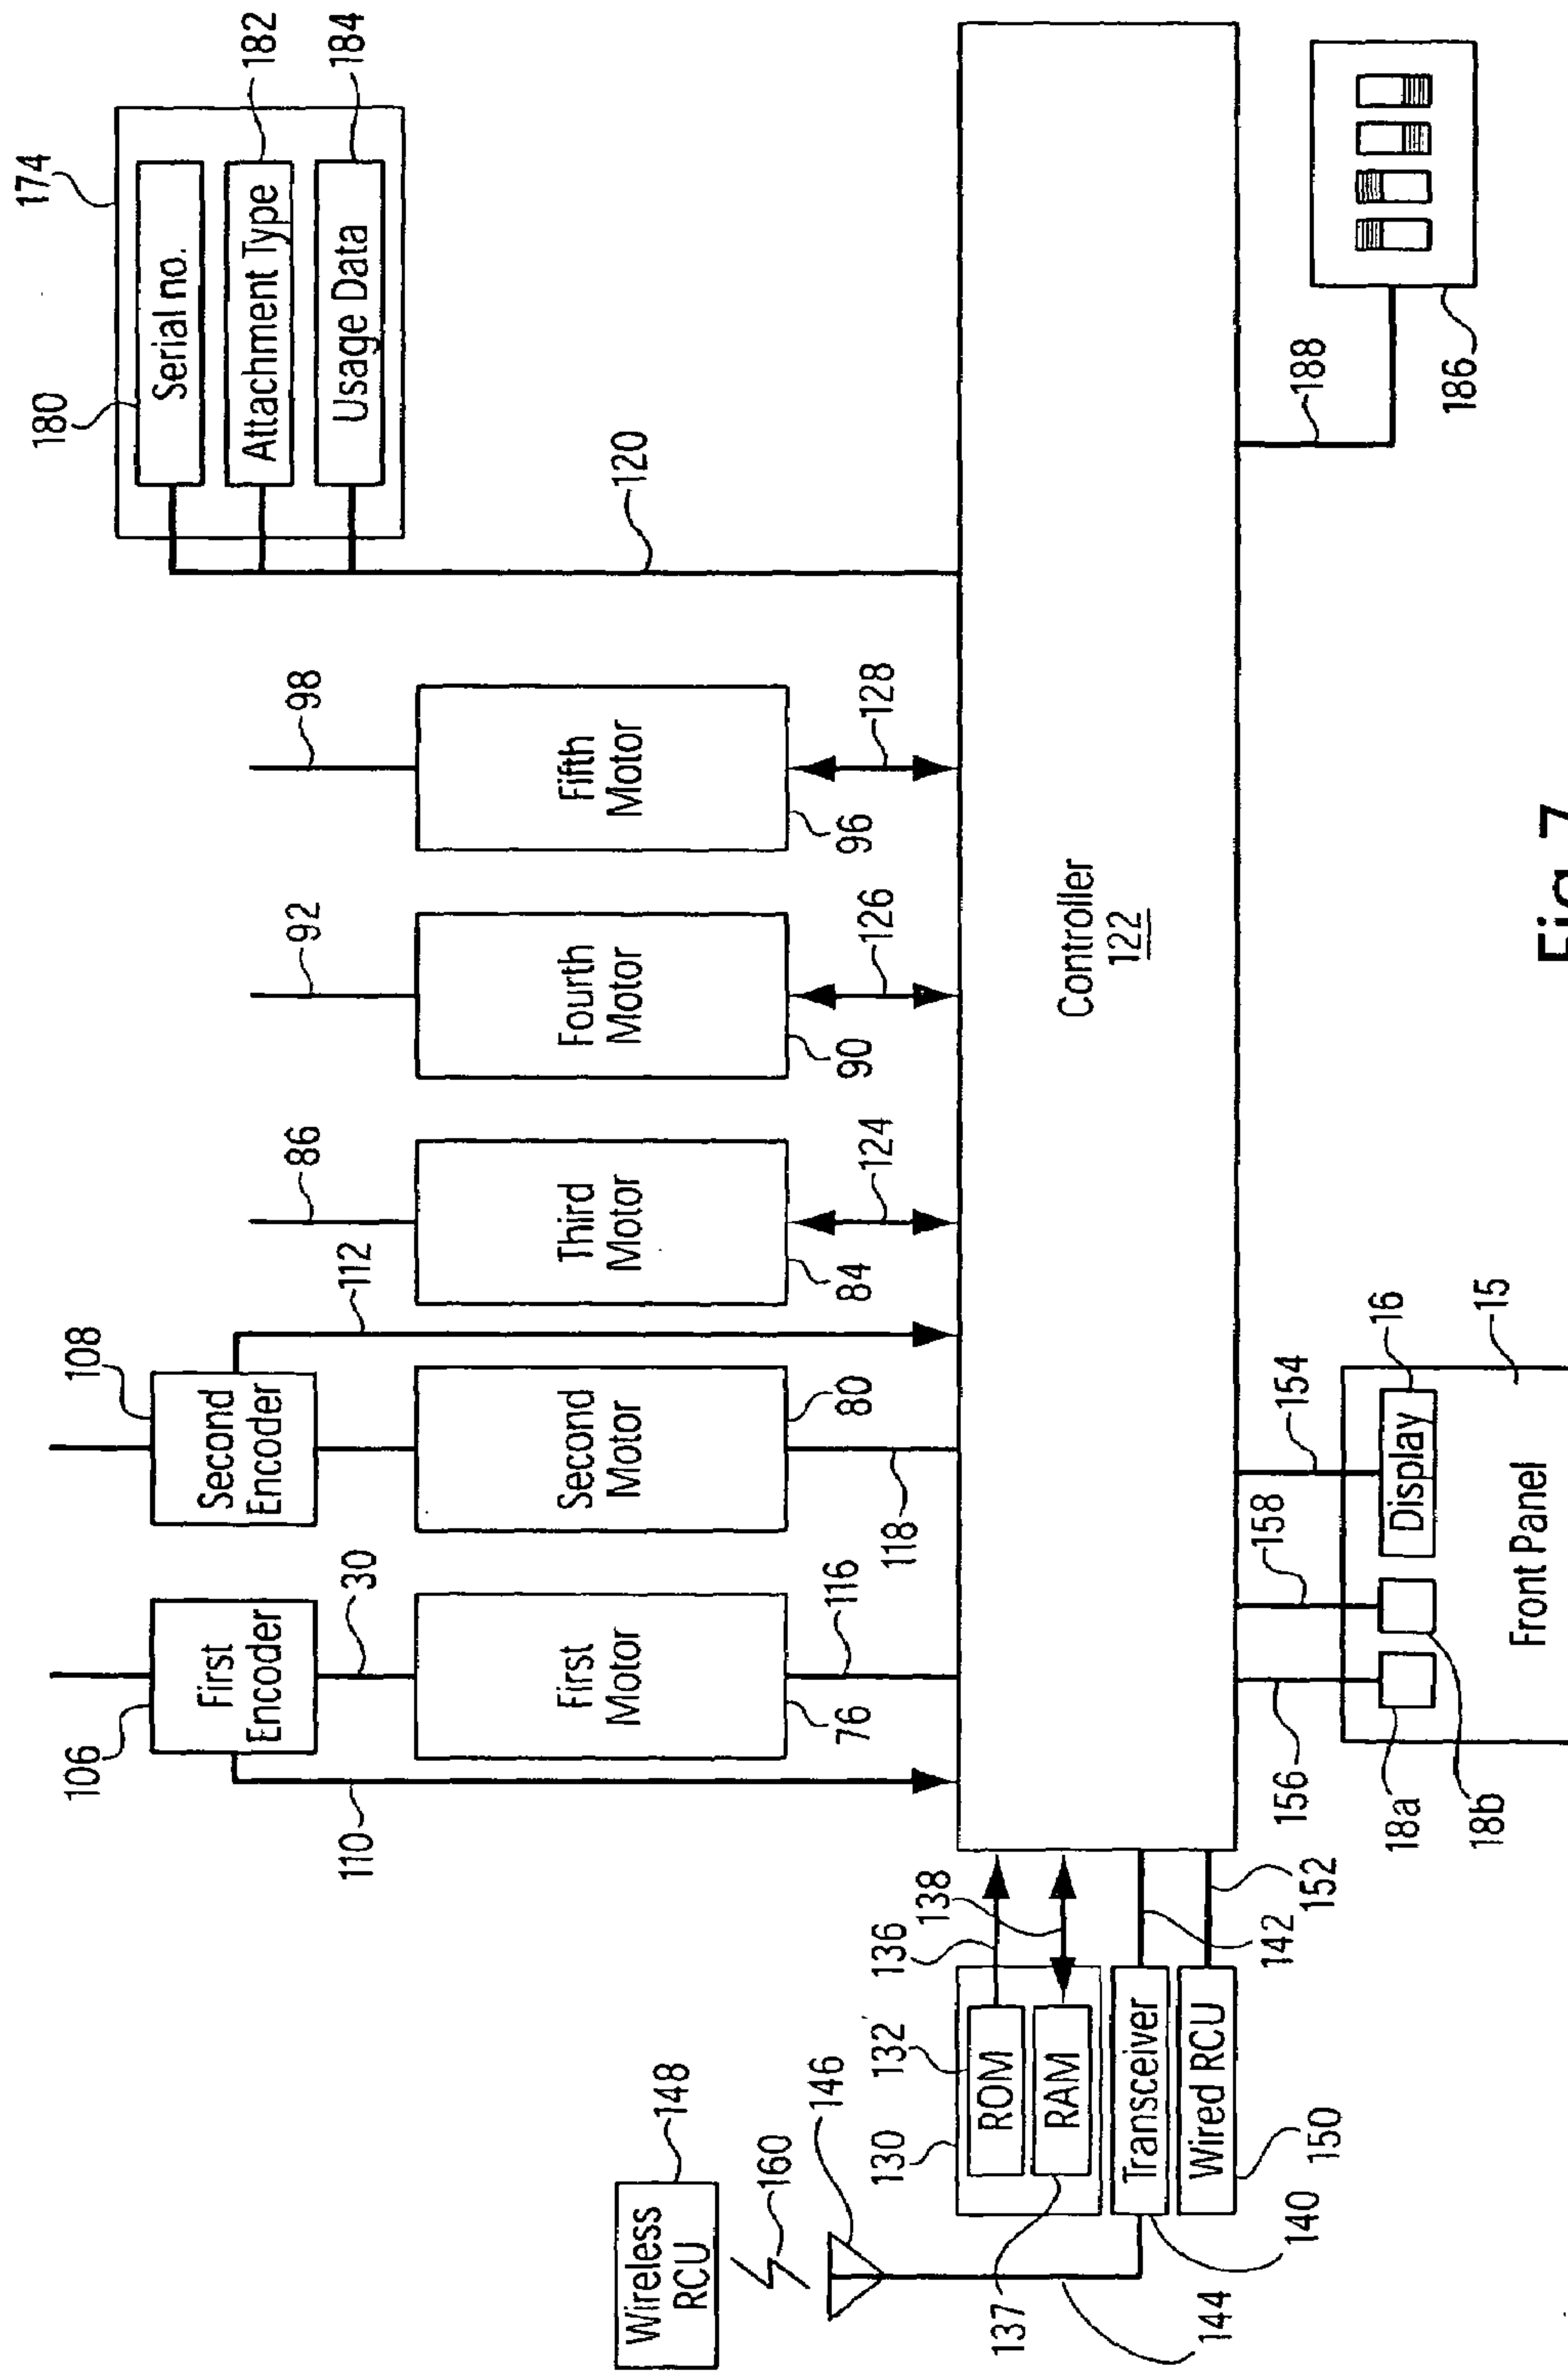 174
180
Serial no.
182
Attachment Type
184
Usage Data
120
108
Second
Encoder
112
106
First
Encoder
110
30
86
92
98
First
Motor
76
116
Second
Motor
80
118
Third
Motor
84
124
Fourth
Motor
90
126
Fifth
Motor
96
128
Wireless
RCU
148
160
146
130
132
136
138
ROM
RAM
137
Transceiver
Wired RCU
144
140
150
142
152
Controller
122
188
186
156
158
154
18a
18b
Display
16
15
Front Panel
Fig. 7